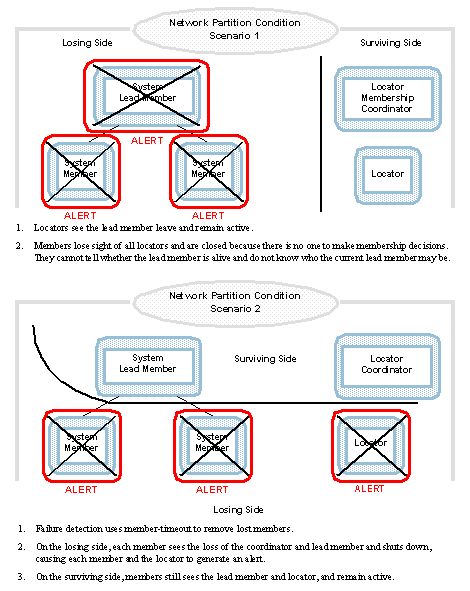 Network Partition Condition
Scenario 1
Losing Side
Surviving Side
System
Lead Member
Locator
Membership
Coordinator
ALERT
System
Member
System
Member
Locator
ALERT
ALERT
1. Locators see the lead member leave and remain active.
2. Members lose sight of all locators and are closed because there is no one to make membership decisions.
They cannot tell whether the lead member is alive and do not know who the current lead member may be.
Network Partition Condition
Scenario 2
System
Lead Member
Surviving Side
Locator
Coordinator
System
Member
System
Member
Locator
ALERT
ALERT
ALERT
Losing Side
1. Failure detection uses member-timeout to remove lost members.
2. On the losing side, each member sees the loss of the coordinator and lead member and shuts down,
causing each member and the locator to generate an alert.
3. On the surviving side, members still sees the lead member and locator, and remain active.